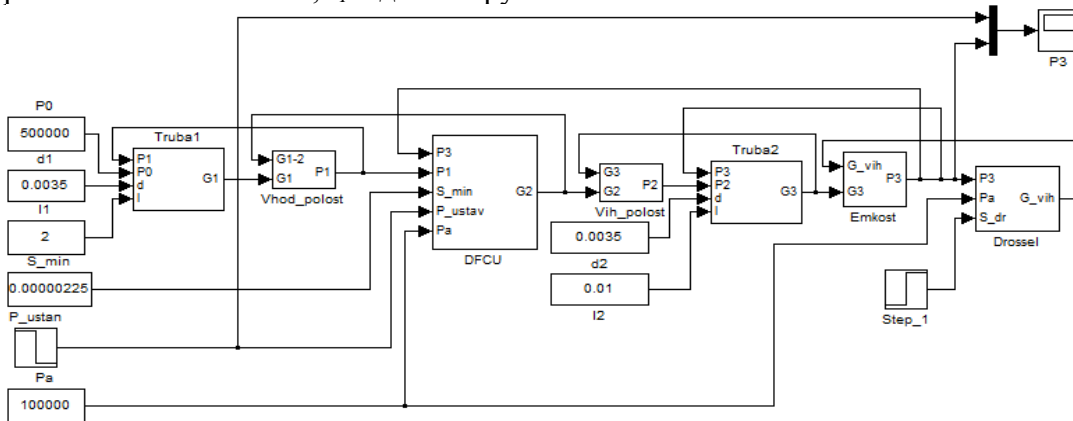 P0
500000
d1
0.0035
l1
2
S_min
0.00000225
P_ustan
Pa
100000
Truba1
P1
P0
d
l
G1
G1-2
G1
P1
Vhod_polost
P3
P1
S_min
P_ustav
Pa
G2
DFCU
G3
G2
P2
Vih_polost
0.0035
d2
0.01
l2
Truba2
P3
P2
d
l
G3
G_vih
G3
P3
Emkost
Step_1
P3
Pa
S_dr
G_vih
Drossel
P3